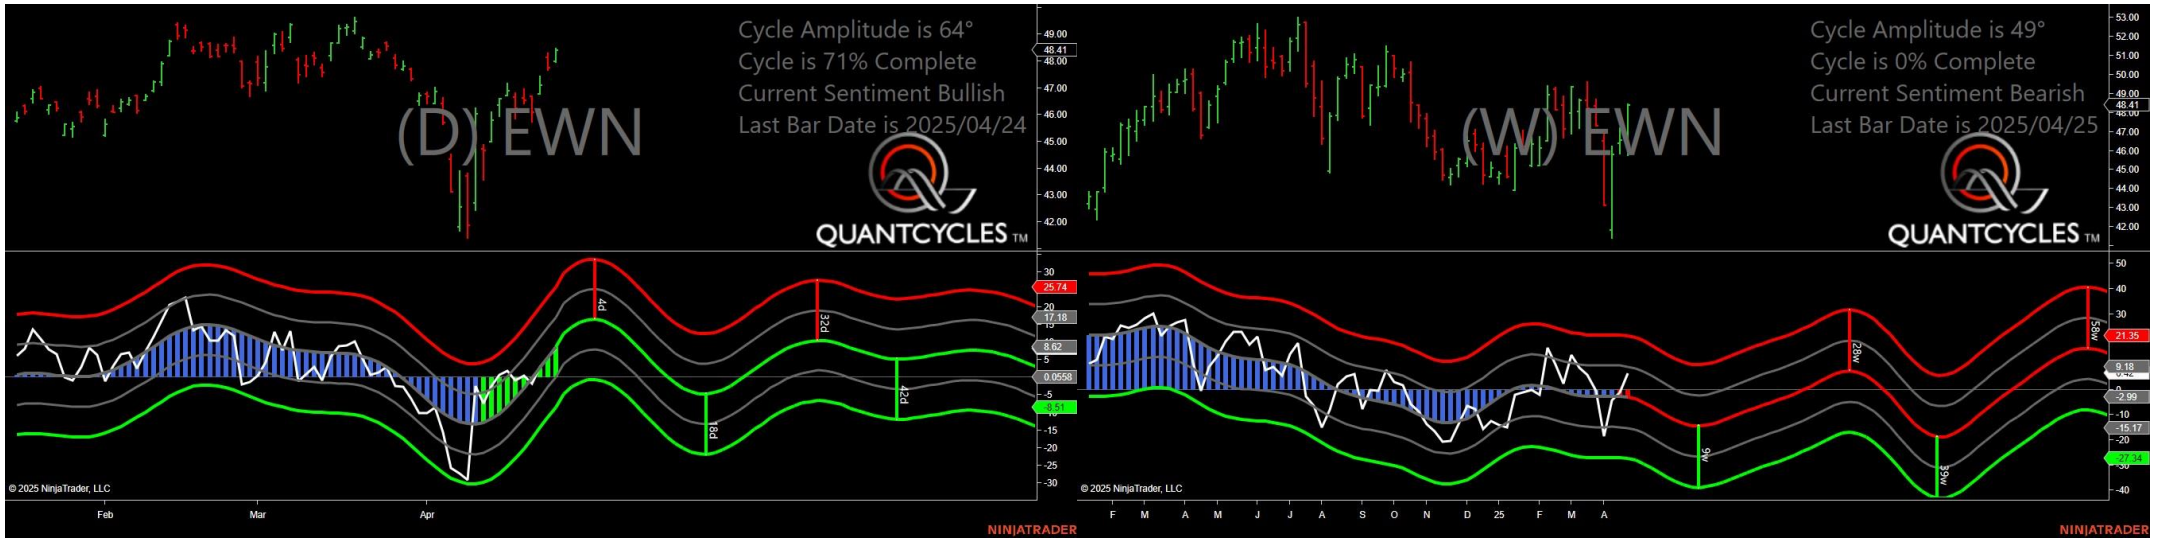 Cycle Amplitude is 64°
Cycle is 71% Complete
Current Sentiment Bullish
Last Bar Date is 2025/04/24
(D) EWN
QUANTCYCLES TM
49.00
48.41
48.00
47.00
46.00
45.00
44.00
43.00
42.00
30
25.74
20
17.18
15
8.62
5
0.0558
-5
-8.51
-15
-20
-25
-30
4d
18d
32d
42d
© 2025 NinjaTrader, LLC
Feb Mar Apr
NINJATRADER
Cycle Amplitude is 49°
Cycle is 0% Complete
Current Sentiment Bearish
Last Bar Date is 2025/04/25
(W) EWN
QUANTCYCLES TM
53.00
52.00
51.00
50.00
49.00
48.41
48.00
47.00
46.00
45.00
44.00
43.00
42.00
50
40
30
21.35
9.18
0
-2.99
-10
-15.17
-20
-27.34
-30
-40
9w
28w
39w
58w
© 2025 NinjaTrader, LLC
F M A M J J A S O N D 25 F M A
NINJATRADER